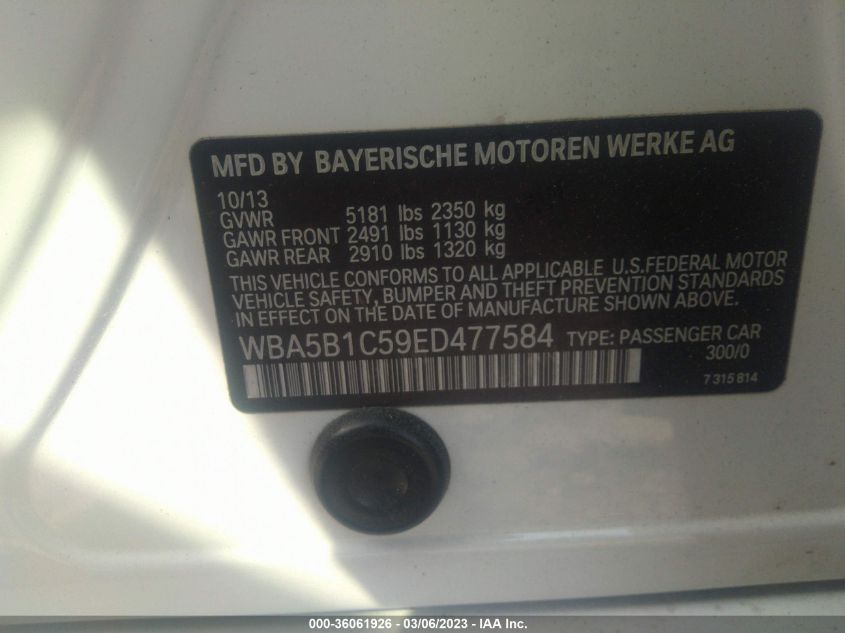 MFD BY BAYERISCHE MOTOREN WERKE AG
10/13
GVWR 5181 lbs 2350 kg
GAWR FRONT 2491 lbs 1130 kg
GAWR REAR 2910 lbs 1320 kg
THIS VEHICLE CONFORMS TO ALL APPLICABLE U.S.FEDERAL MOTOR
VEHICLE SAFETY, BUMPER AND THEFT PREVENTION STANDARDS
IN EFFECT ON THE DATE OF MANUFACTURE SHOWN ABOVE.
WBA5B1C59ED477584 TYPE: PASSENGER CAR
300/0
7 315 814
000-36061926 - 03/06/2023 - IAA Inc.